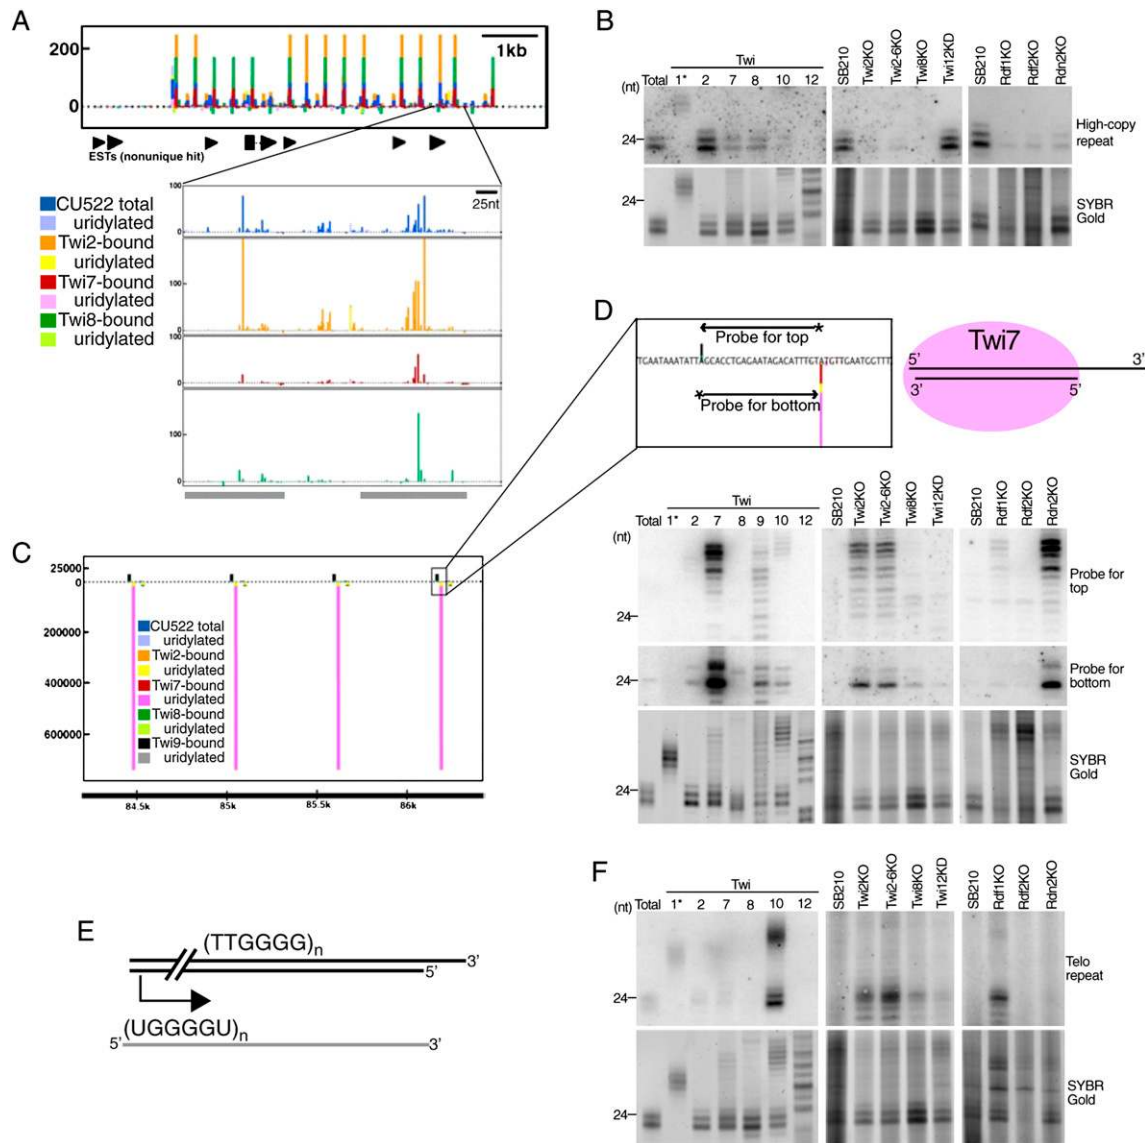 A
200
0
1kb
ESTs (nonunique hit)
100
0
25nt
100
0
100
0
100
0
CU522 total
uridylated
Twi2-bound
uridylated
Twi7-bound
uridylated
Twi8-bound
uridylated
B
Twi
Total 1* 2 7 8 10 12
SB210 Twi2KO Twi2-6KO Twi8KO Twi12KD
SB210 Rdf1KO Rdf2KO Rdn2KO
(nt)
24
High-copy
repeat
24
SYBR
Gold
C
25000
0
200000
400000
600000
CU522 total
uridylated
Twi2-bound
uridylated
Twi7-bound
uridylated
Twi8-bound
uridylated
Twi9-bound
uridylated
84.5k 85k 85.5k 86k
D
Probe for top
TGAATAAATATTAGCACCTGAGAATAGACATTTGTATGTTGAATGGTTT
Probe for bottom
Twi7
5' 3'
3' 5'
Twi
Total 1* 2 7 8 9 10 12
SB210 Twi2KO Twi2-6KO Twi8KO Twi12KD
SB210 Rdf1KO Rdf2KO Rdn2KO
(nt)
24
Probe for
top
24
Probe for
bottom
24
SYBR
Gold
E
(TTGGGG)n
3'
5'
(UGGGGU)n
5' 3'
F
Twi
Total 1* 2 7 8 10 12
SB210 Twi2KO Twi2-6KO Twi8KO Twi12KD
SB210 Rdf1KO Rdf2KO Rdn2KO
(nt)
24
Telo
repeat
24
SYBR
Gold